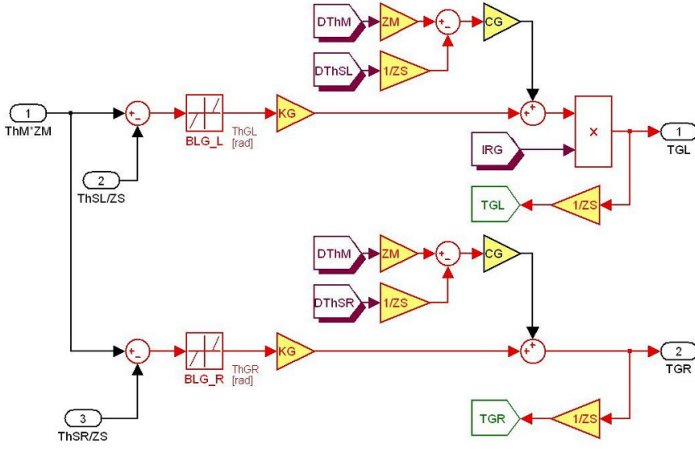 DThM
ZM
CG
DThSL
1/ZS
1
ThM*ZM
BLG_L
ThGL
[rad]
KG
IRG
x
1
TGL
2
ThSL/ZS
TGL
1/ZS
DThM
ZM
CG
DThSR
1/ZS
BLG_R
ThGR
[rad]
KG
2
TGR
3
ThSR/ZS
TGR
1/ZS